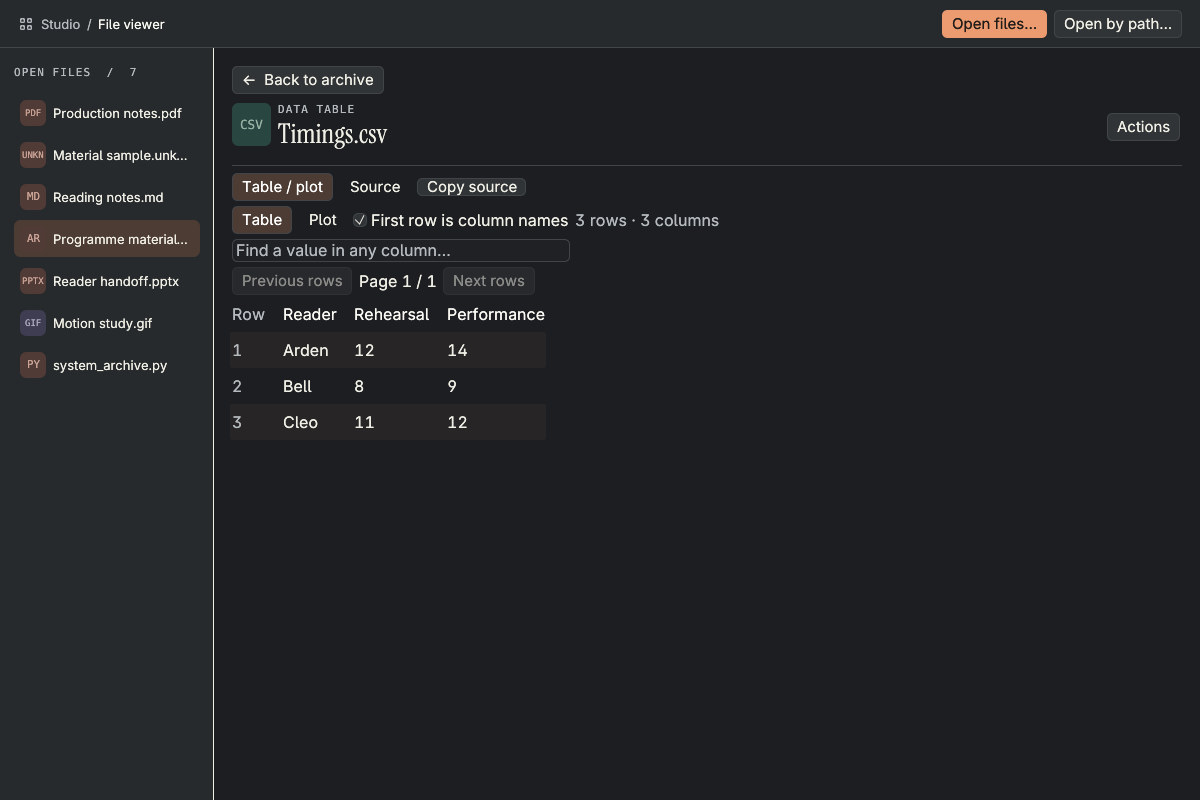 Studio / File viewer
Open files...
Open by path...
OPEN FILES / 7
PDF Production notes.pdf
UNKN Material sample.unk...
MD Reading notes.md
AR Programme material...
PPTX Reader handoff.pptx
GIF Motion study.gif
PY system_archive.py
← Back to archive
CSV
DATA TABLE
Timings.csv
Actions
Table / plot Source Copy source
Table Plot First row is column names 3 rows · 3 columns
Find a value in any column...
Previous rows Page 1 / 1 Next rows
Row Reader Rehearsal Performance
1 Arden 12 14
2 Bell 8 9
3 Cleo 11 12